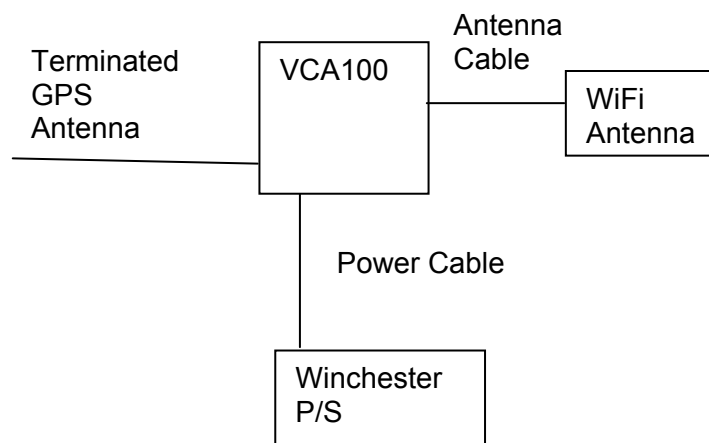 Terminated
GPS
Antenna
VCA100
Antenna
Cable
WiFi
Antenna
Power Cable
Winchester
P/S